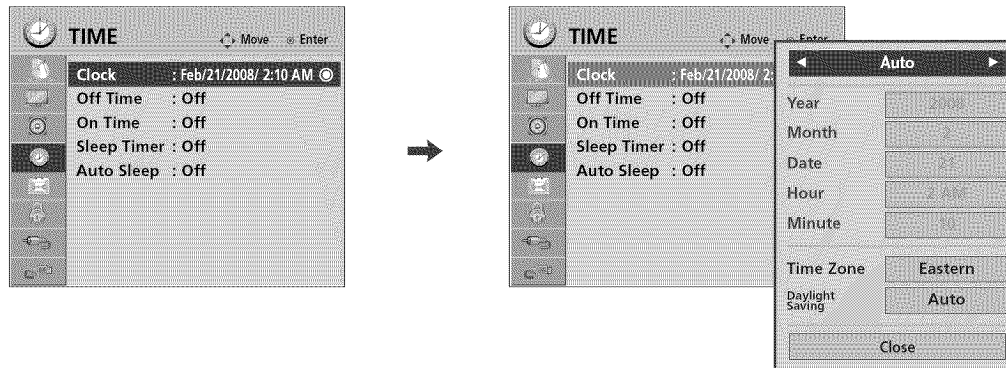 TIME Move Enter
Clock : Feb/21/2008/ 2:10 AM
Off Time : Off
On Time : Off
Sleep Timer : Off
Auto Sleep : Off
TIME Move Enter
Clock : Feb/21/2008/ 2:
Off Time : Off
On Time : Off
Sleep Timer : Off
Auto Sleep : Off
Auto
Year 2008
Month 2
Date 21
Hour 2 AM
Minute 10
Time Zone Eastern
Daylight
Saving Auto
Close